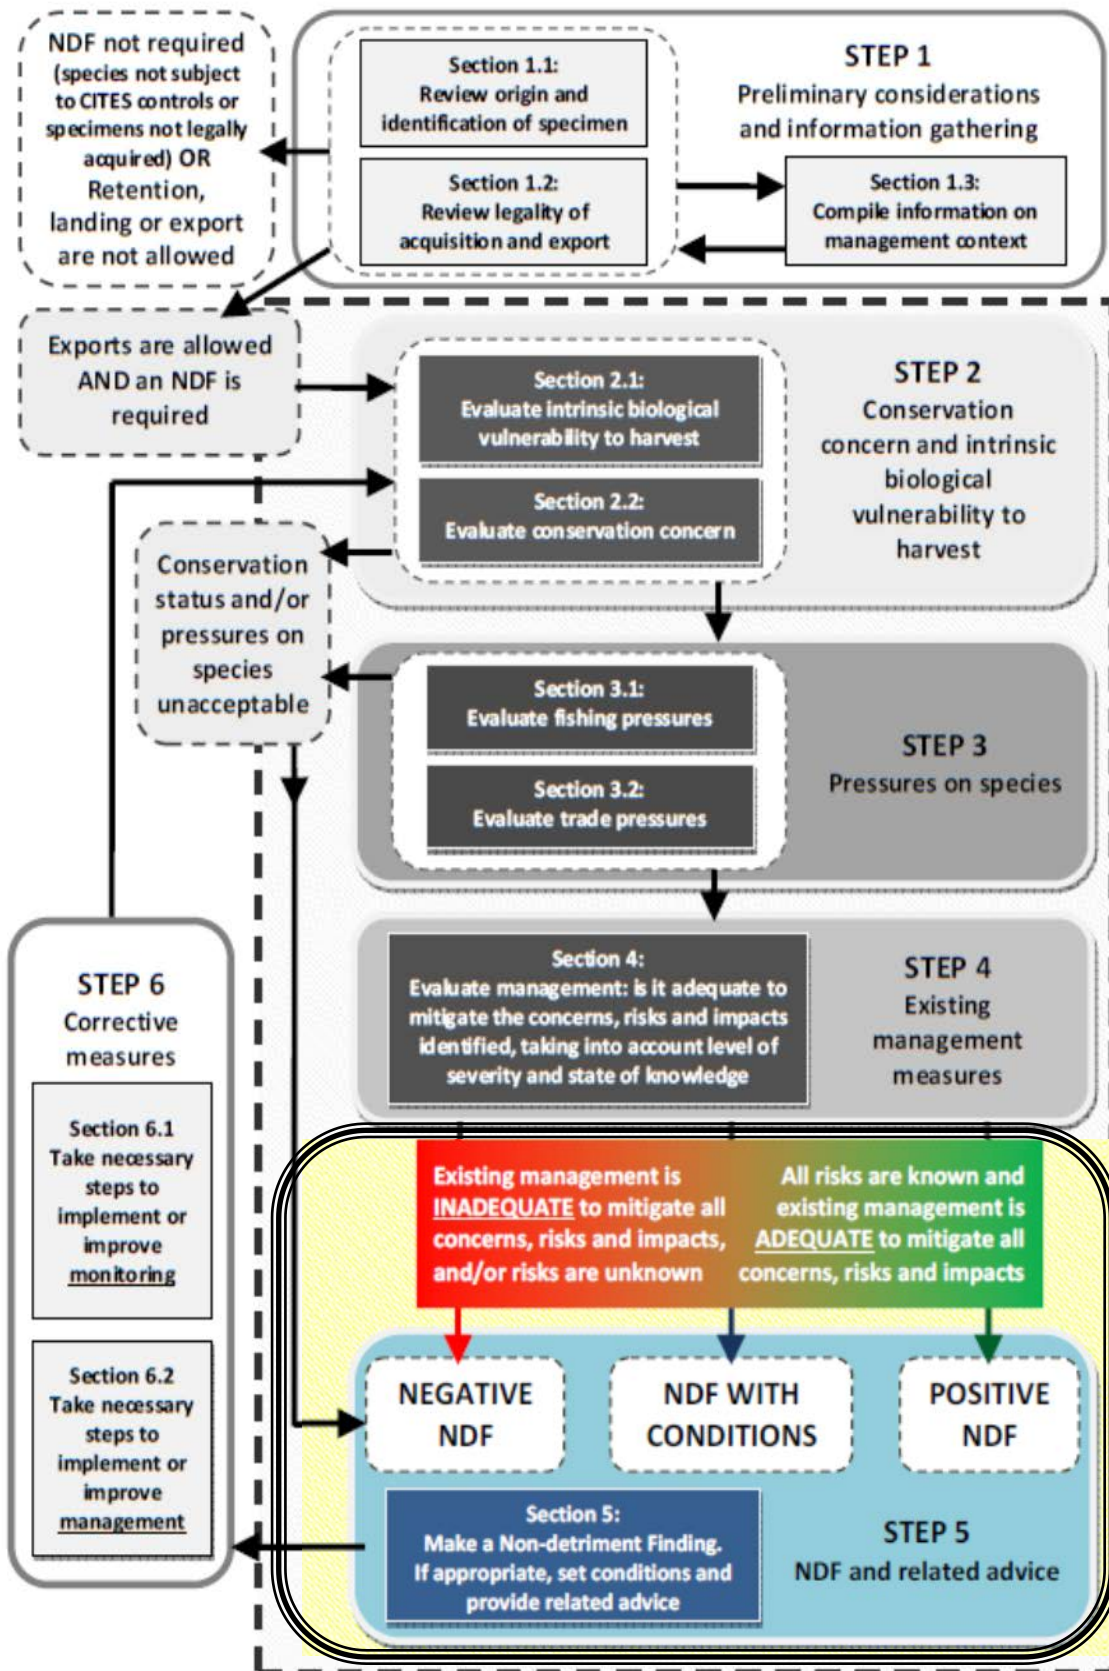 NDF not required
(species not subject
to CITES controls or
specimens not legally
acquired) OR
Retention,
landing or export
are not allowed
Section 1.1:
Review origin and
identification of specimen
Section 1.2:
Review legality of
acquisition and export
STEP 1
Preliminary considerations
and information gathering
Section 1.3:
Compile information on
management context
Exports are allowed
AND an NDF is
required
Section 2.1:
Evaluate intrinsic biological
vulnerability to harvest
Section 2.2:
Evaluate conservation concern
STEP 2
Conservation
concern and intrinsic
biological
vulnerability to
harvest
Conservation
status and/or
pressures on
species
unacceptable
Section 3.1:
Evaluate fishing pressures
Section 3.2:
Evaluate trade pressures
STEP 3
Pressures on species
Section 4:
Evaluate management: is it adequate to
mitigate the concerns, risks and impacts
identified, taking into account level of
severity and state of knowledge
STEP 4
Existing
management
measures
STEP 6
Corrective
measures
Section 6.1
Take necessary
steps to
implement or
improve
monitoring
Section 6.2
Take necessary
steps to
implement or
improve
management
Existing management is
INADEQUATE to mitigate all
concerns, risks and impacts,
and/or risks are unknown
All risks are known and
existing management is
ADEQUATE to mitigate all
concerns, risks and impacts
NEGATIVE
NDF
NDF WITH
CONDITIONS
POSITIVE
NDF
Section 5:
Make a Non-detriment Finding.
If appropriate, set conditions and
provide related advice
STEP 5
NDF and related advice